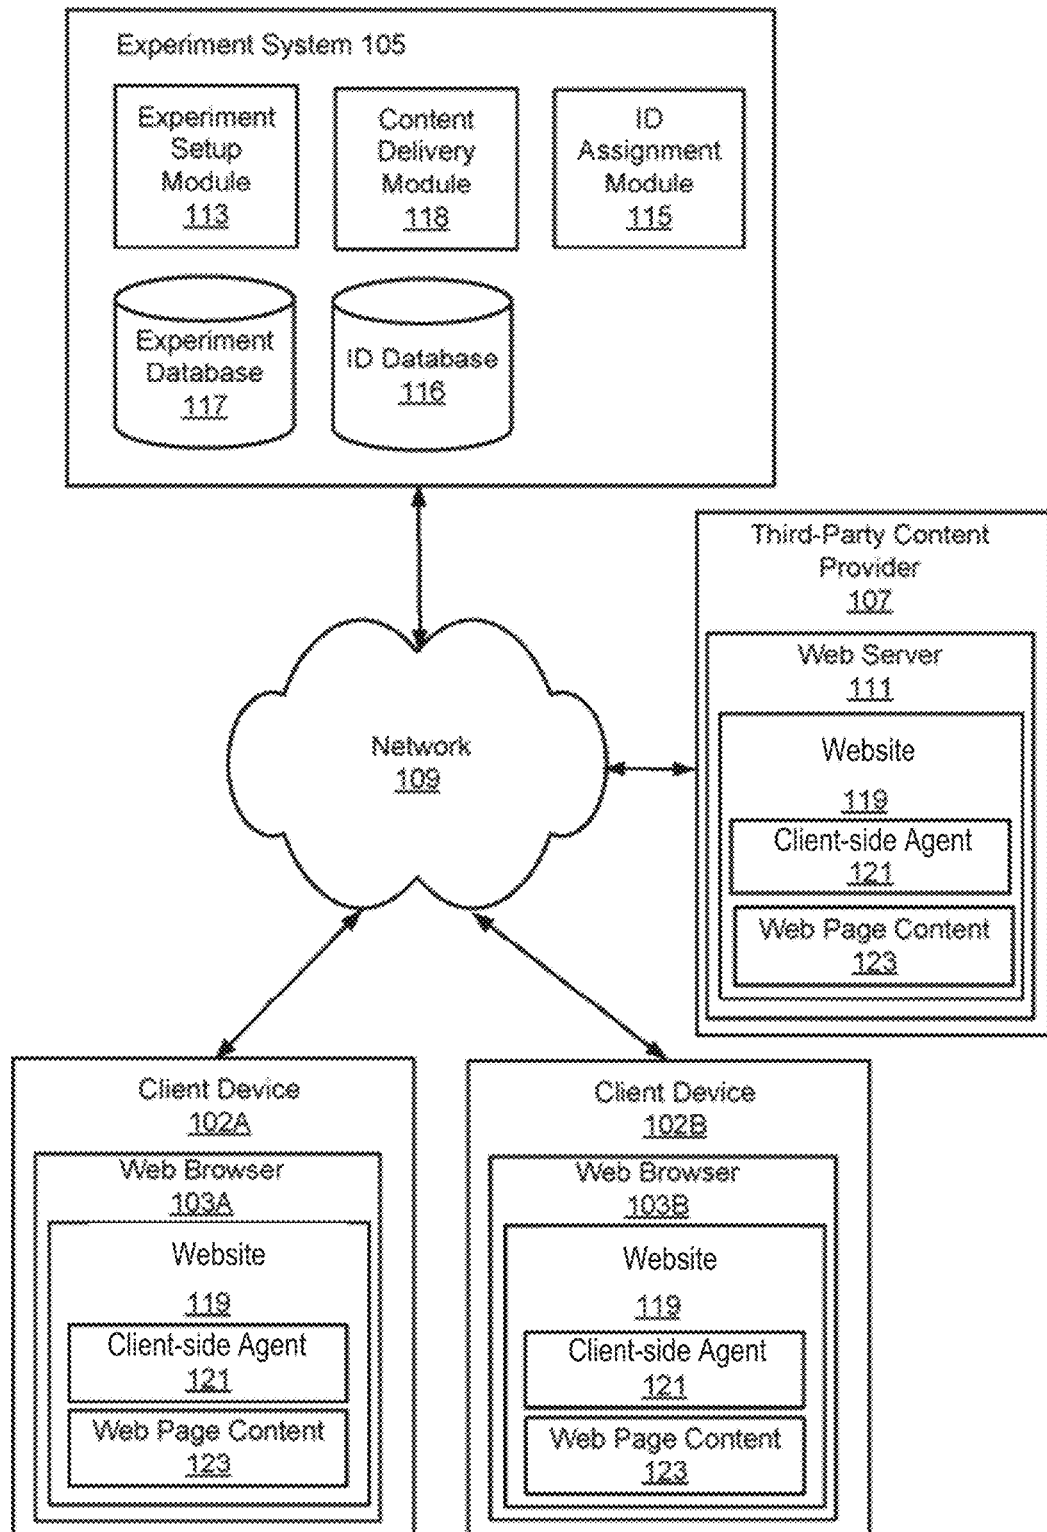 Experiment System 105
Experiment
Setup
Module
113
Content
Delivery
Module
118
ID
Assignment
Module
115
Experiment
Database
117
ID Database
116
Third-Party Content
Provider
107
Web Server
111
Website
119
Client-side Agent
121
Web Page Content
123
Network
109
Client Device
102A
Web Browser
103A
Website
119
Client-side Agent
121
Web Page Content
123
Client Device
102B
Web Browser
103B
Website
119
Client-side Agent
121
Web Page Content
123